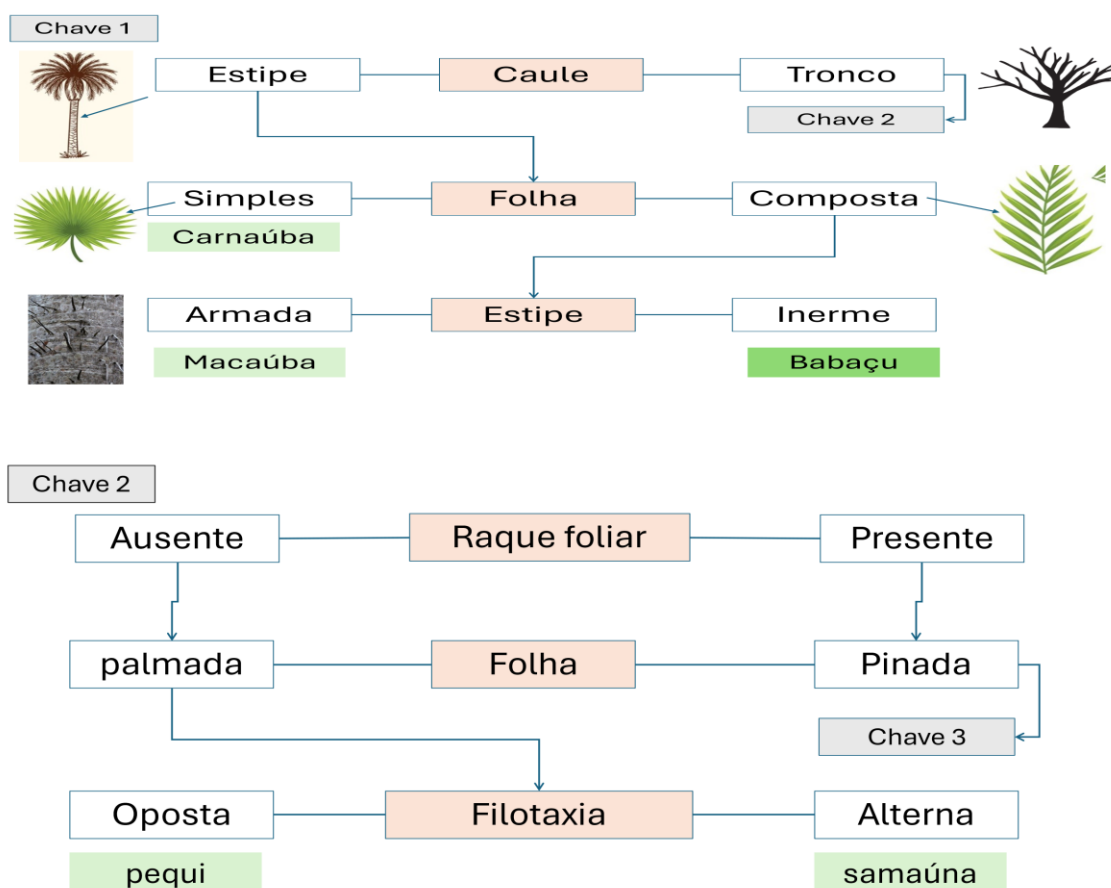 Chave 1
Estipe Caule Tronco
Chave 2
Simples Folha Composta
Carnaúba
Armada Estipe Inerme
Macaúba Babaçu
Chave 2
Ausente Raque foliar Presente
palmada Folha Pinada
Chave 3
Oposta Filotaxia Alterna
pequi samaúna